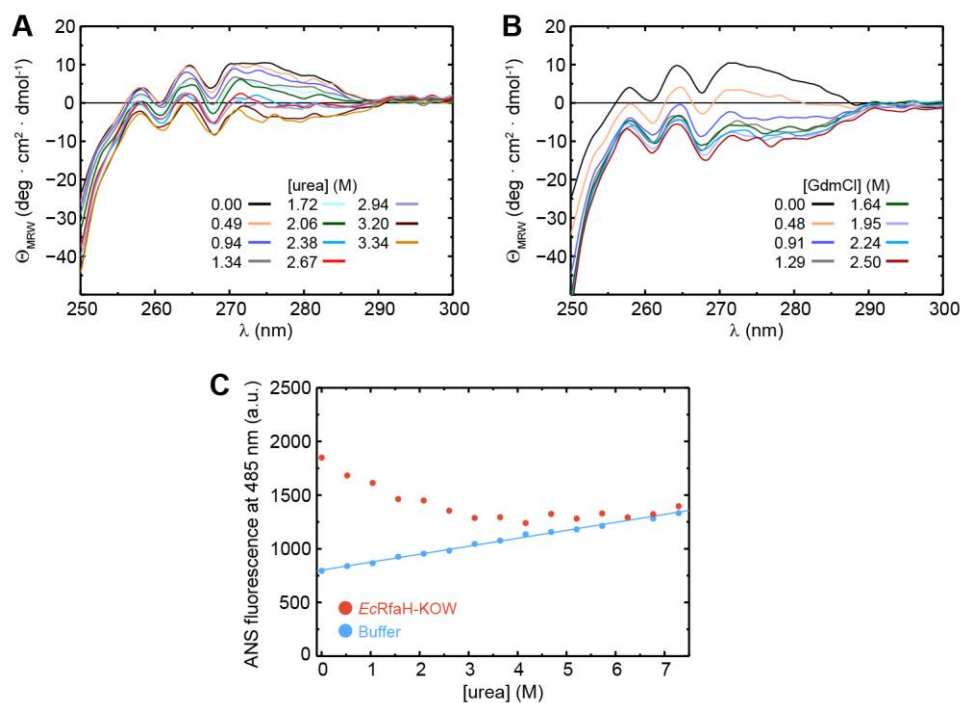 A
B
20
10
0
−10
−20
−30
−40
ΘMRW (deg · cm² · dmol⁻¹)
[urea] (M)
0.00 1.72 2.94
0.49 2.06 3.20
0.94 2.38 3.34
1.34 2.67
250 260 270 280 290 300
λ (nm)
20
10
0
−10
−20
−30
−40
ΘMRW (deg · cm² · dmol⁻¹)
[GdmCl] (M)
0.00 1.64
0.48 1.95
0.91 2.24
1.29 2.50
250 260 270 280 290 300
λ (nm)
C
2500
2000
1500
1000
500
0
ANS fluorescence at 485 nm (a.u.)
EcRfaH-KOW
Buffer
0 1 2 3 4 5 6 7
[urea] (M)